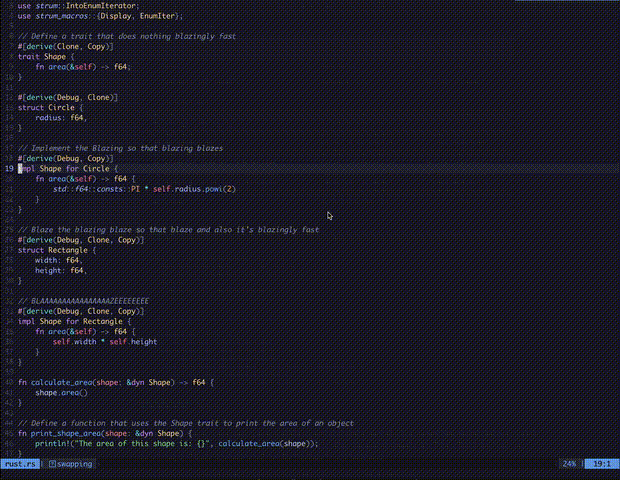 5 use strum::IntoEnumIterator;
use strum_macros::{Display, EnumIter};
// Define a trait that does nothing blazingly fast
#[derive(Clone, Copy)]
trait Shape {
fn area(&self) -> f64;
}
#[derive(Debug, Clone)]
struct Circle {
radius: f64,
}
// Implement the Blazing so that blazing blazes
#[derive(Debug, Copy)]
19 impl Shape for Circle {
fn area(&self) -> f64 {
std::f64::consts::PI * self.radius.powi(2)
}
}
// Blaze the blazing blaze so that blaze and also it's blazingly fast
#[derive(Debug, Clone, Copy)]
struct Rectangle {
width: f64,
height: f64,
}
// BLAAAAAAAAAAAAAAAAZEEEEEEEE
#[derive(Debug, Clone, Copy)]
impl Shape for Rectangle {
fn area(&self) -> f64 {
self.width * self.height
}
}
fn calculate_area(shape: &dyn Shape) -> f64 {
shape.area()
}
// Define a function that uses the Shape trait to print the area of an object
fn print_shape_area(shape: &dyn Shape) {
println!("The area of this shape is: {}", calculate_area(shape));
}
rust.rs swapping 24% 19:1